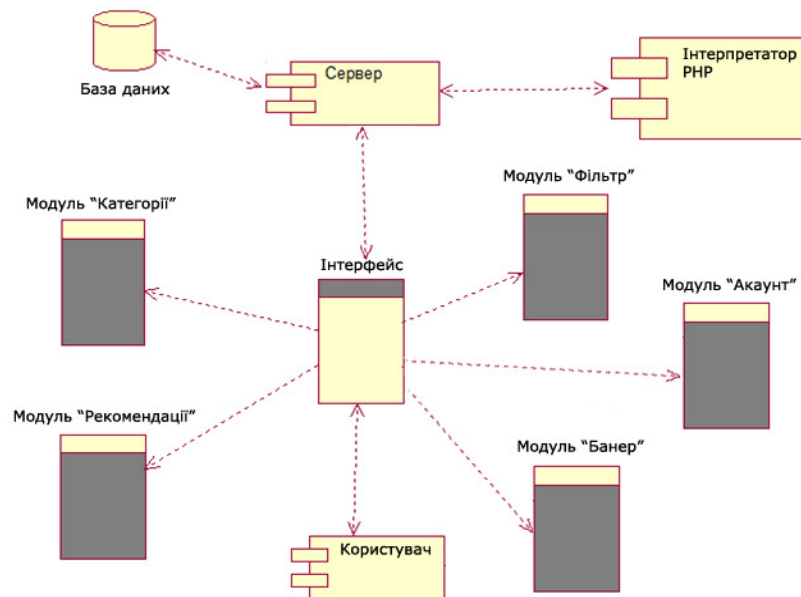 База даних
Сервер
Інтерпретатор
PHP
Модуль “Категорії”
Модуль “Фільтр”
Інтерфейс
Модуль “Акаунт”
Модуль “Рекомендації”
Модуль “Банер”
Користувач